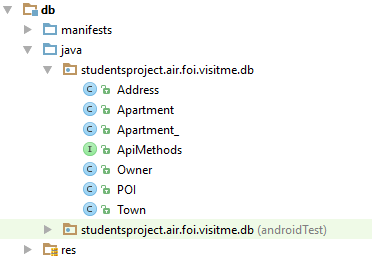 db
manifests
java
studentsproject.air.foi.visitme.db
C Address
C Apartment
C Apartment_
I ApiMethods
C Owner
C POI
C Town
studentsproject.air.foi.visitme.db (androidTest)
res